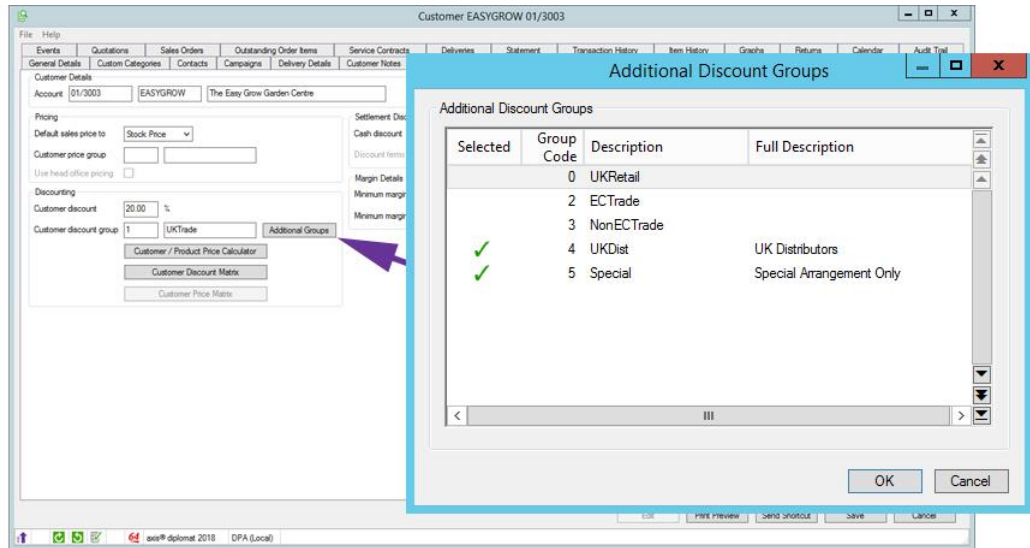 Customer EASYGROW 01/3003
File Help
Events Quotations Sales Orders Outstanding Order Items Service Contracts Deliveries Statement Transaction History Item History Graphs Returns Calendar Audit Trail
General Details Custom Categories Contacts Campaigns Delivery Details Customer Notes
Customer Details
Account 01/3003 EASYGROW The Easy Grow Garden Centre
Pricing
Default sales price to Stock Price
Customer price group
Use head office pricing
Discounting
Customer discount 20.00 %
Customer discount group 1 UKTrade Additional Groups
Customer / Product Price Calculator
Customer Discount Matrix
Customer Price Matrix
Settlement Disc
Cash discount
Discount terms
Margin Details
Minimum margin
Minimum margin
Additional Discount Groups
Additional Discount Groups
Selected Group Code Description Full Description
0 UKRetail
2 ECTrade
3 NonECTrade
✓ 4 UKDist UK Distributors
✓ 5 Special Special Arrangement Only
OK Cancel
Edit Print Preview Send Shortcut Save Cancel
axis® diplomat 2018 DPA (Local)